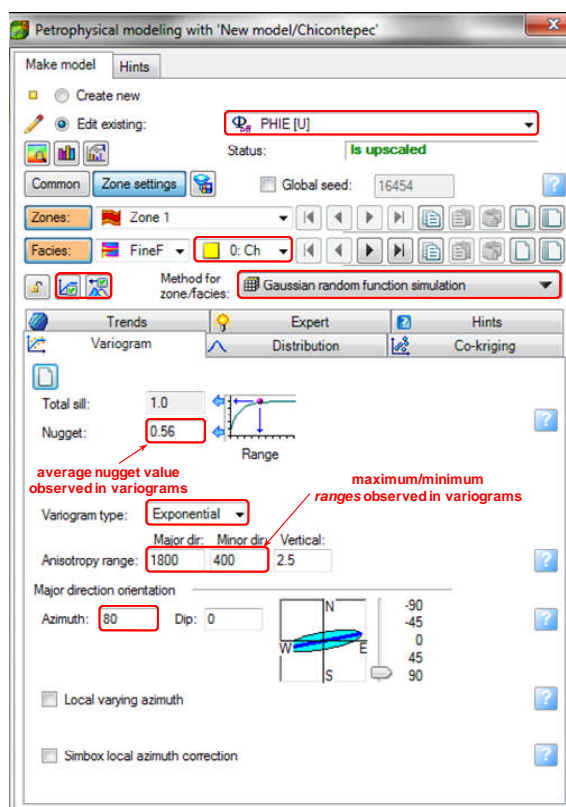 Petrophysical modeling with 'New model/Chicontepec'
Make model Hints
Create new
Edit existing: Φeff PHIE [U]
Status: Is upscaled
Common Zone settings Global seed: 16454
Zones: Zone 1
Facies: FineF 0: Ch
Method for zone/facies: Gaussian random function simulation
Trends Expert Hints
Variogram Distribution Co-kriging
Total sill: 1.0
Nugget: 0.56
Range
average nugget value
observed in variograms
maximum/minimum
ranges observed in variograms
Variogram type: Exponential
Major dir: Minor dir: Vertical:
Anisotropy range: 1800 400 2.5
Major direction orientation
Azimuth: 80 Dip: 0
N
W E
S
-90
-45
0
45
90
Local varying azimuth
Simbox local azimuth correction